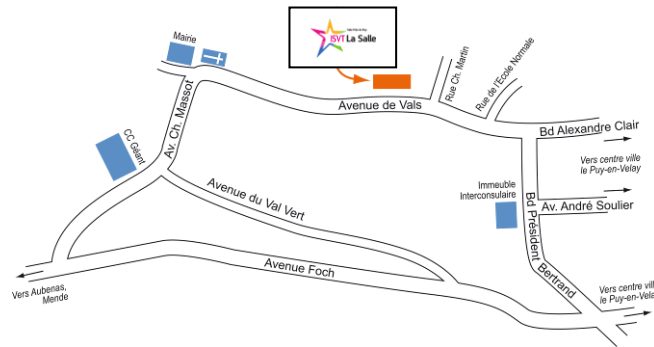 ISVT La Salle
Mairie
Rue Ch. Martin
Rue de l'Ecole Normale
Avenue de Vals
Bd Alexandre Clair
Av. Ch. Massot
CC Géant
Vers centre ville
le Puy-en-Velay
Avenue du Val Vert
Immeuble
Interconsulaire
Bd Président
Bertrand
Av. André Soulier
Avenue Foch
Vers Aubenas,
Mende
Vers centre vill
le Puy-en-Vela